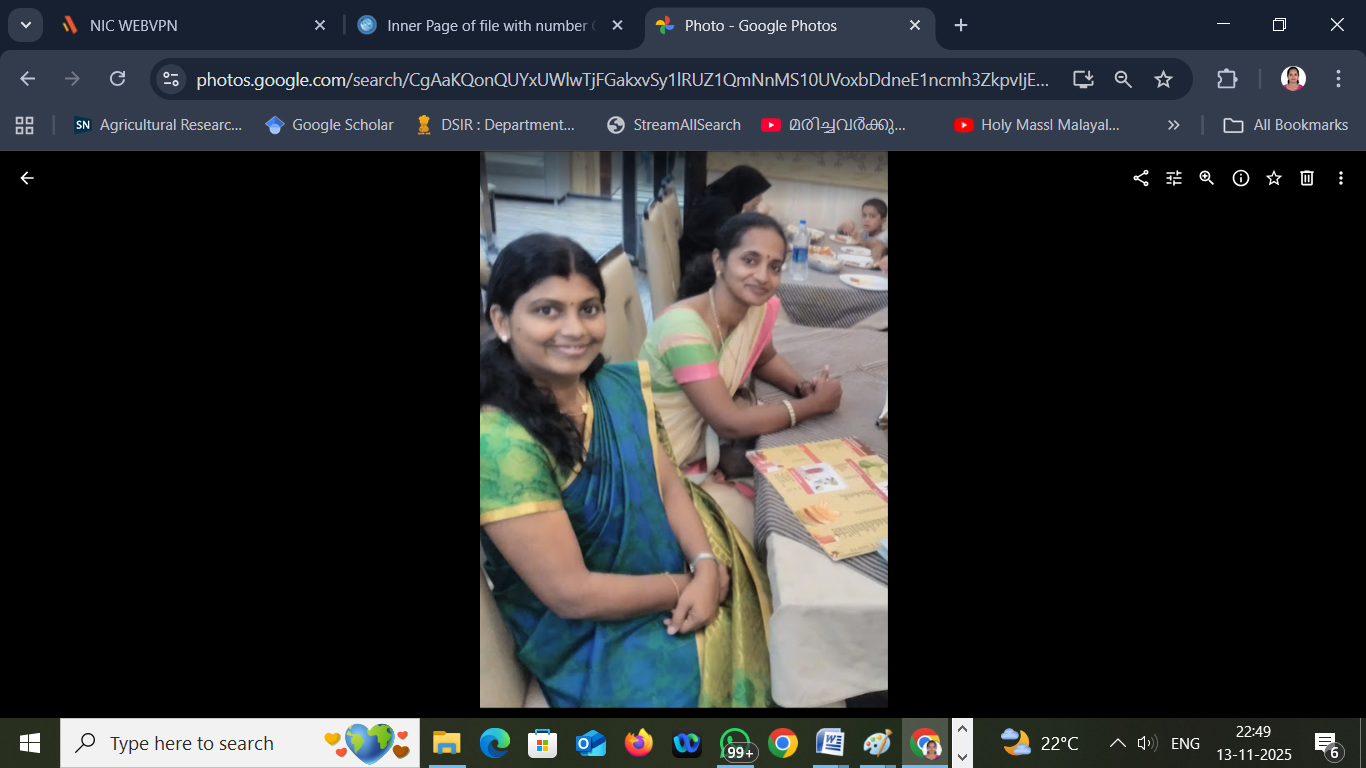 NIC WEBVPN
Inner Page of file with number
Photo - Google Photos
photos.google.com/search/CgAaKQonQUYxUWlwTjFGakxvSy1lRUZ1QmNnMS10UVoxbDdneE1ncmh3ZkpvIjE...
SN Agricultural Researc...
Google Scholar
DSIR : Department...
StreamAllSearch
മരിച്ചവർക്കു...
Holy Massl Malayal...
All Bookmarks
Type here to search
99+
22°C
ENG
22:49
13-11-2025
6